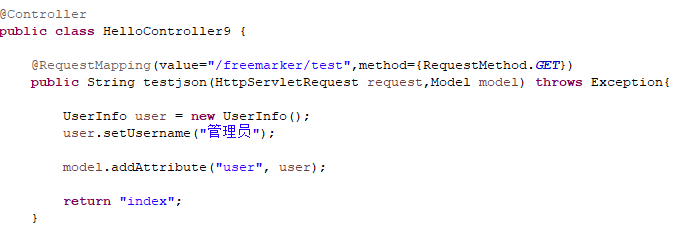 @Controller
public class HelloController9 {
@RequestMapping(value="/freemarker/test",method={RequestMethod.GET})
public String testjson(HttpServletRequest request,Model model) throws Exception{
UserInfo user = new UserInfo();
user.setUsername("管理员");
model.addAttribute("user", user);
return "index";
}